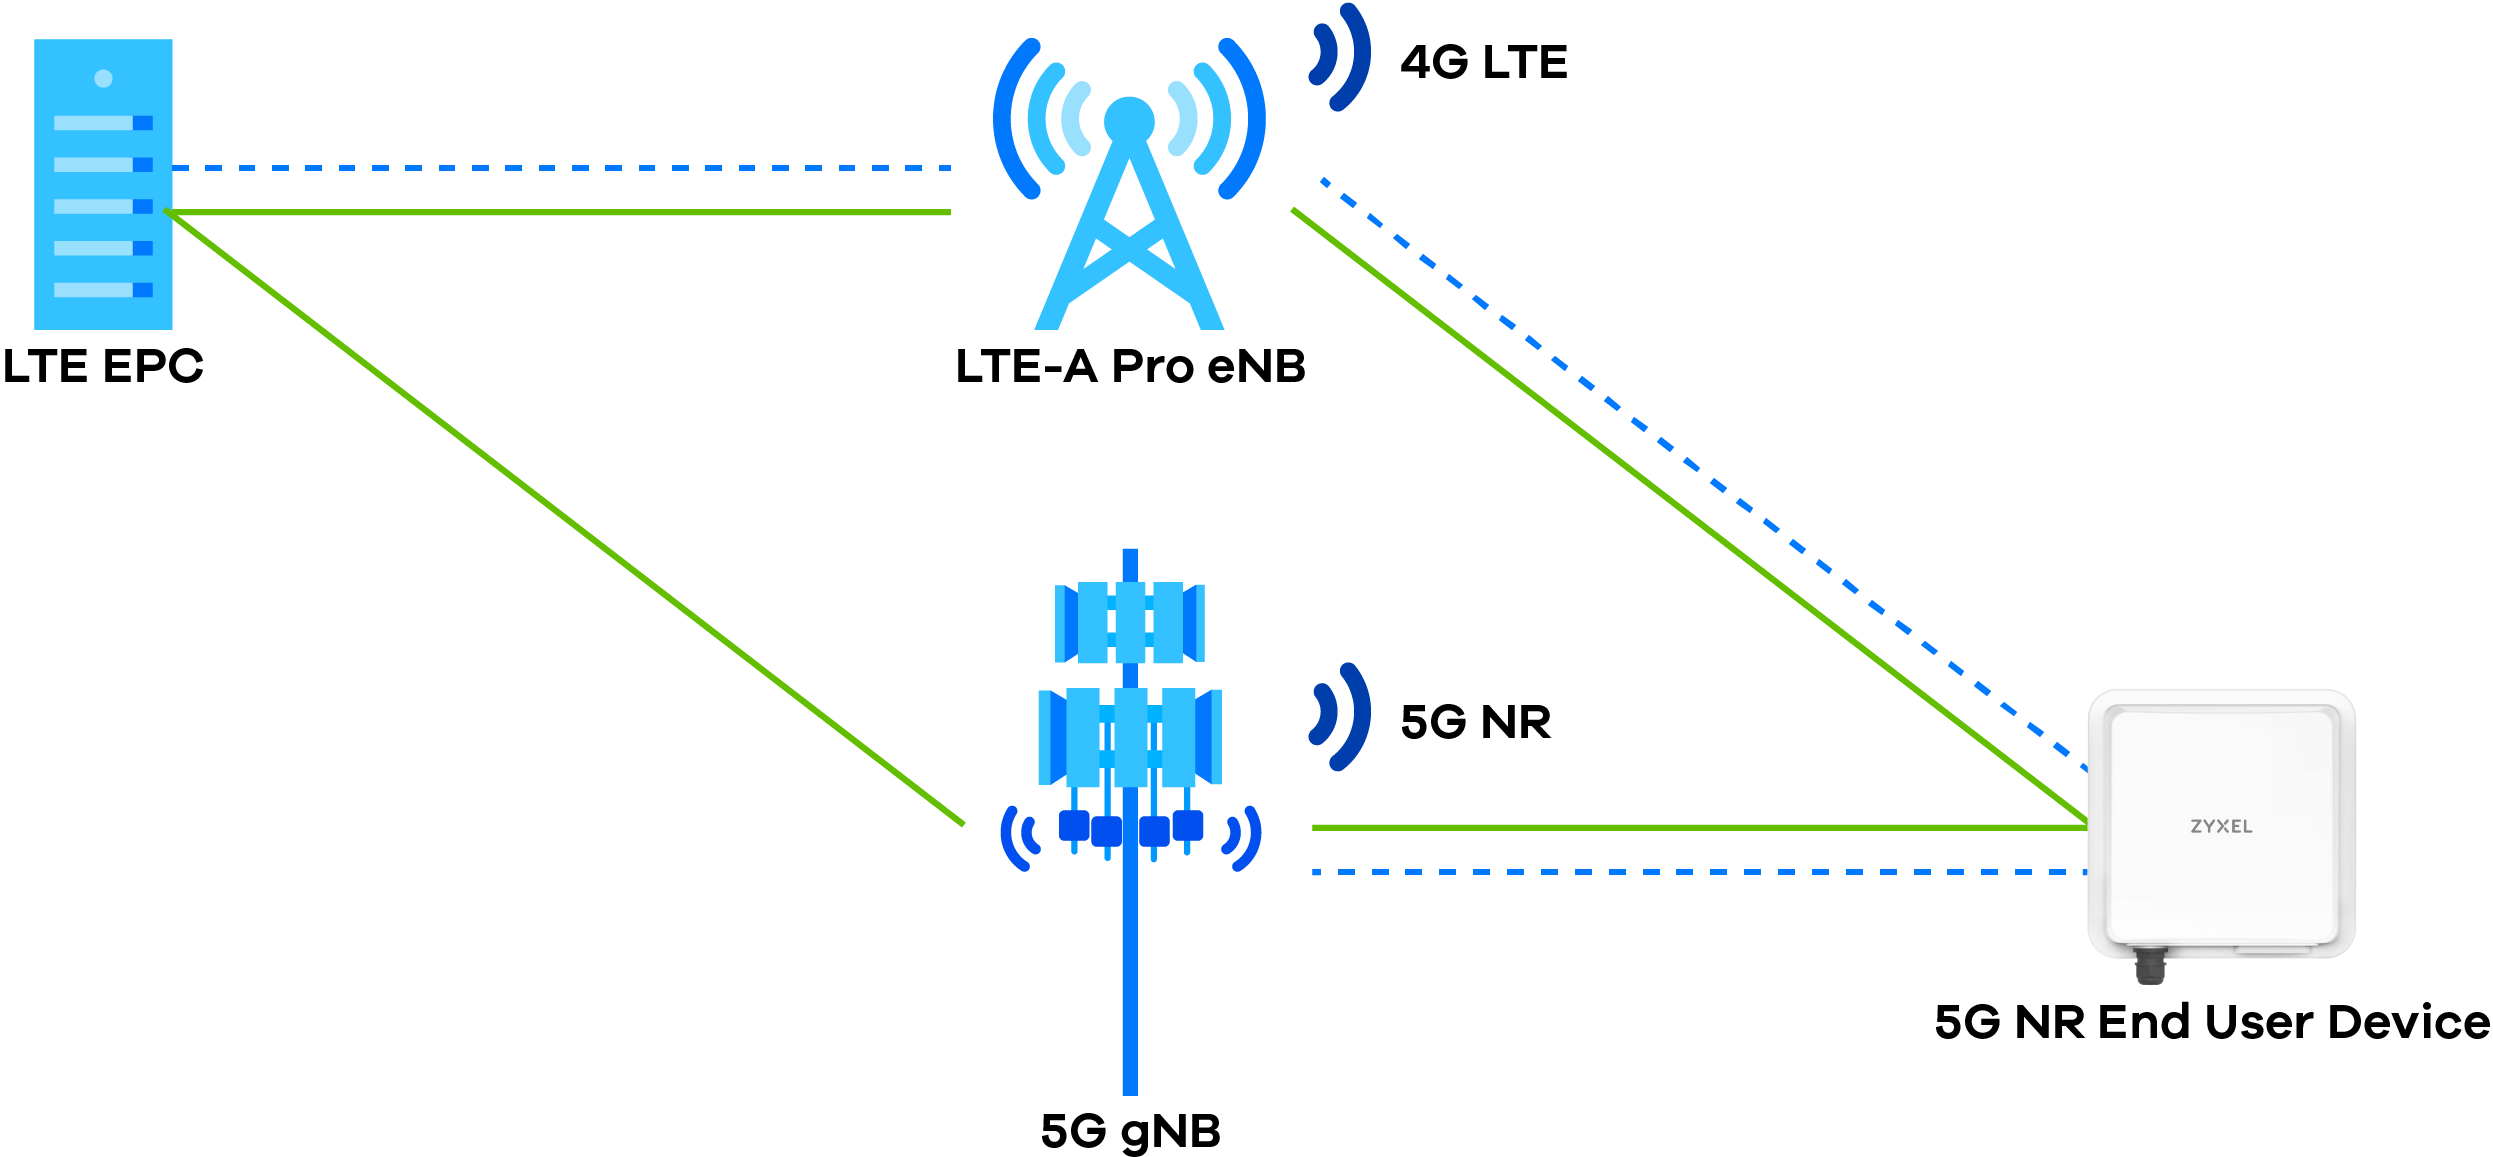 4G LTE
LTE EPC
LTE-A Pro eNB
5G NR
ZYXEL
5G NR End User Device
5G gNB